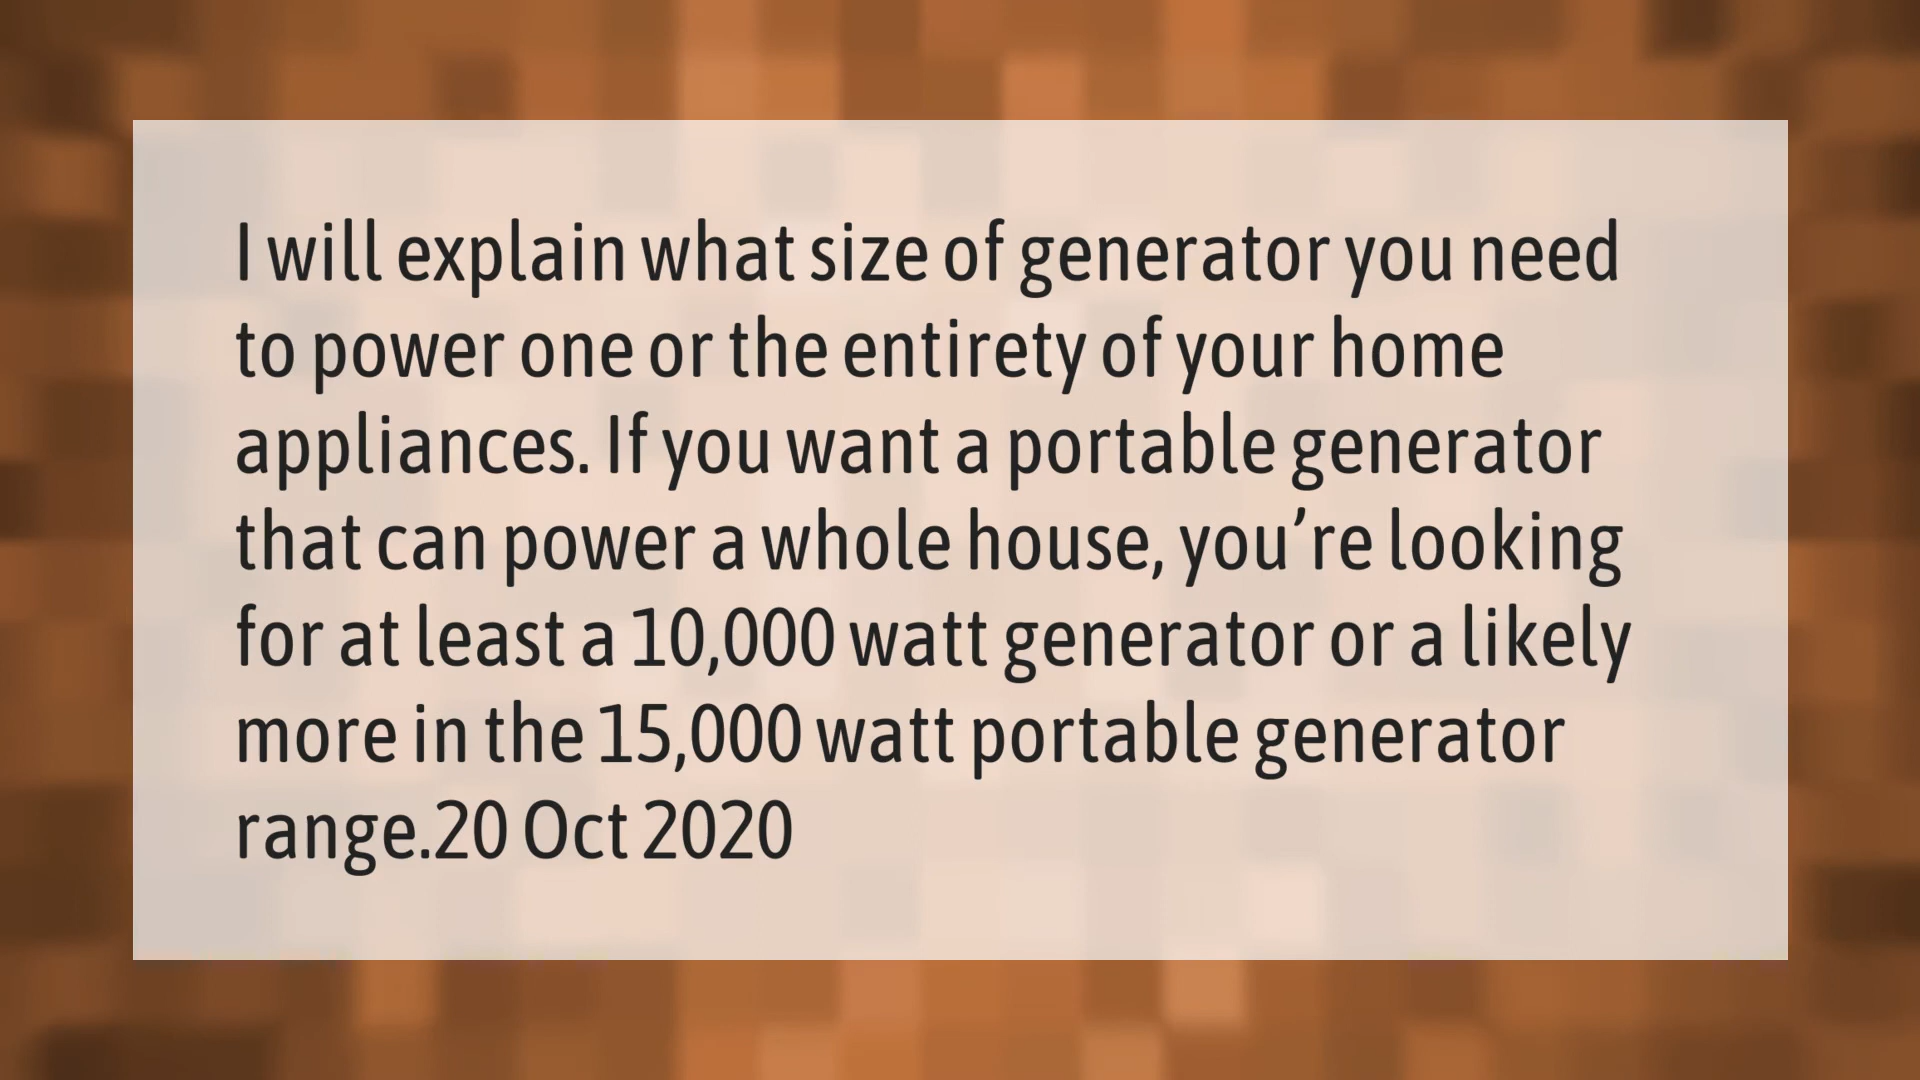 I will explain what size of generator you need
to power one or the entirety of your home
appliances. If you want a portable generator
that can power a whole house, you’re looking
for at least a 10,000 watt generator or a likely
more in the 15,000 watt portable generator
range.20 Oct 2020